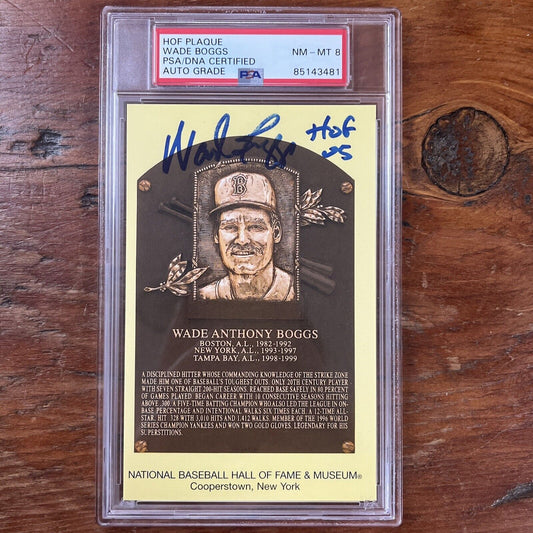 HOF PLAQUE
WADE BOGGS NM - MT 8
PSA/DNA CERTIFIED
AUTO GRADE PSA 85143481
Wade Boggs HOF
05
B
WADE ANTHONY BOGGS
BOSTON, A.L., 1982-1992
NEW YORK, A.L., 1993-1997
TAMPA BAY, A.L., 1998-1999
A DISCIPLINED HITTER WHOSE COMMANDING KNOWLEDGE OF THE STRIKE ZONE
MADE HIM ONE OF BASEBALL'S TOUGHEST OUTS. ONLY 20TH CENTURY PLAYER
WITH SEVEN STRAIGHT 200-HIT SEASONS. REACHED BASE SAFELY IN 80 PERCENT
OF GAMES PLAYED. BEGAN CAREER WITH 10 CONSECUTIVE SEASONS HITTING
ABOVE .300. A FIVE-TIME BATTING CHAMPION WHO ALSO LED THE LEAGUE IN ON-
BASE PERCENTAGE AND INTENTIONAL WALKS SIX TIMES EACH. A 12-TIME ALL-
STAR. HIT .328 WITH 3,010 HITS AND 1,412 WALKS. MEMBER OF THE 1996 WORLD
SERIES CHAMPION YANKEES AND WON TWO GOLD GLOVES. LEGENDARY FOR HIS
SUPERSTITIONS.
NATIONAL BASEBALL HALL OF FAME & MUSEUM®
Cooperstown, New York